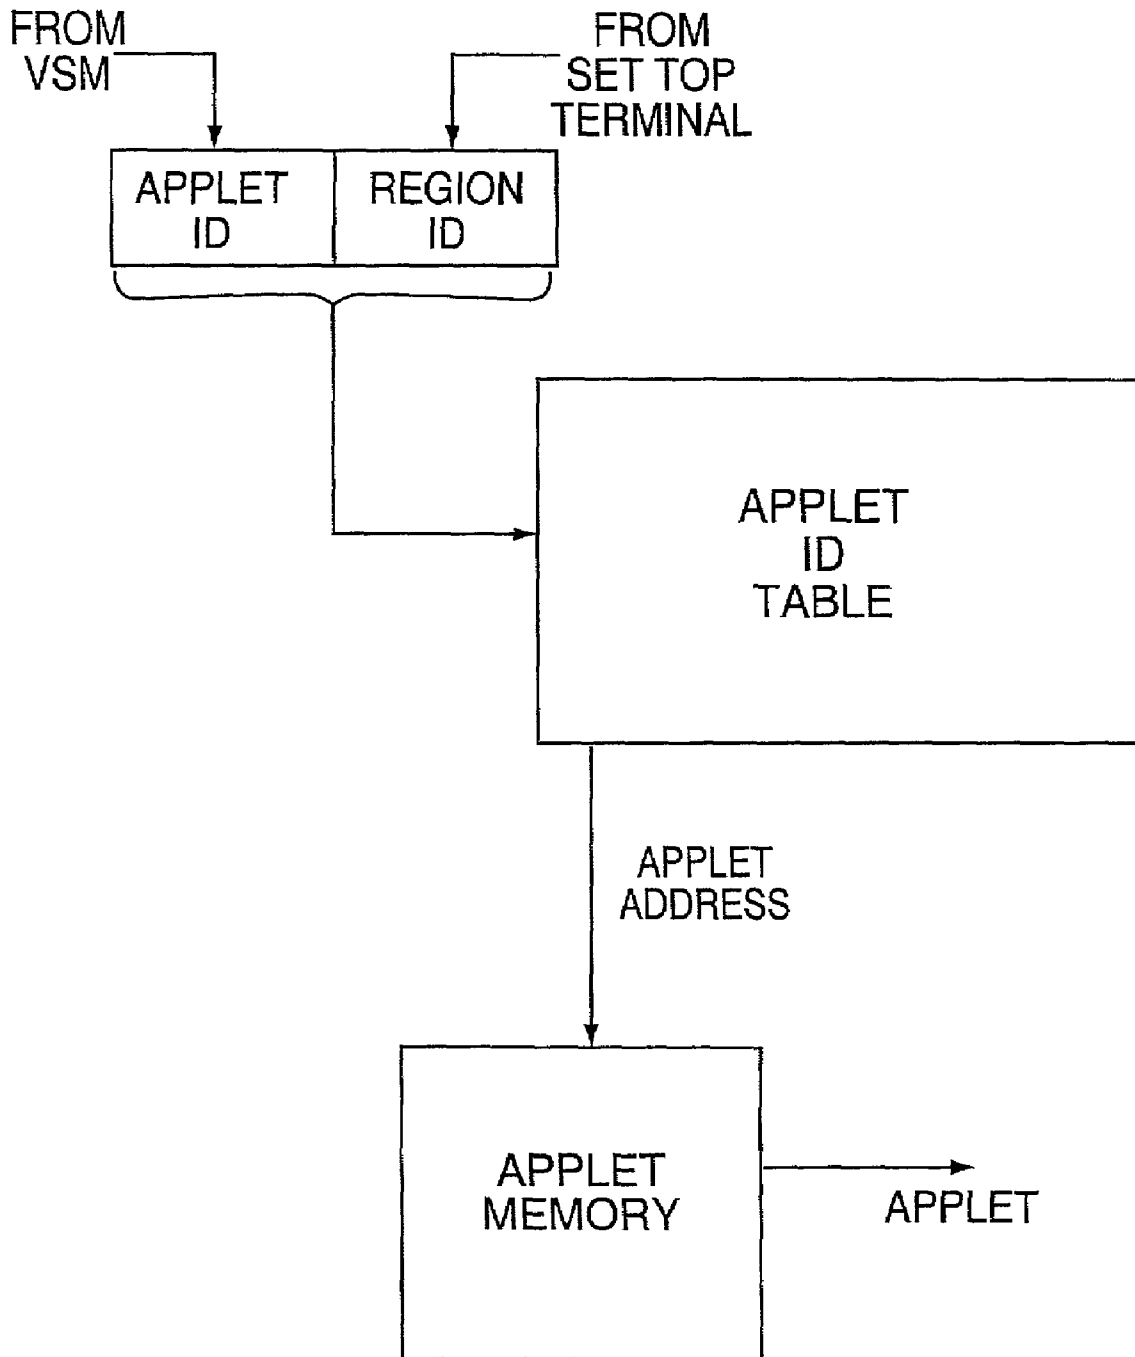 FROM
VSM
FROM
SET TOP
TERMINAL
APPLET
ID
REGION
ID
APPLET
ID
TABLE
APPLET
ADDRESS
APPLET
MEMORY
APPLET